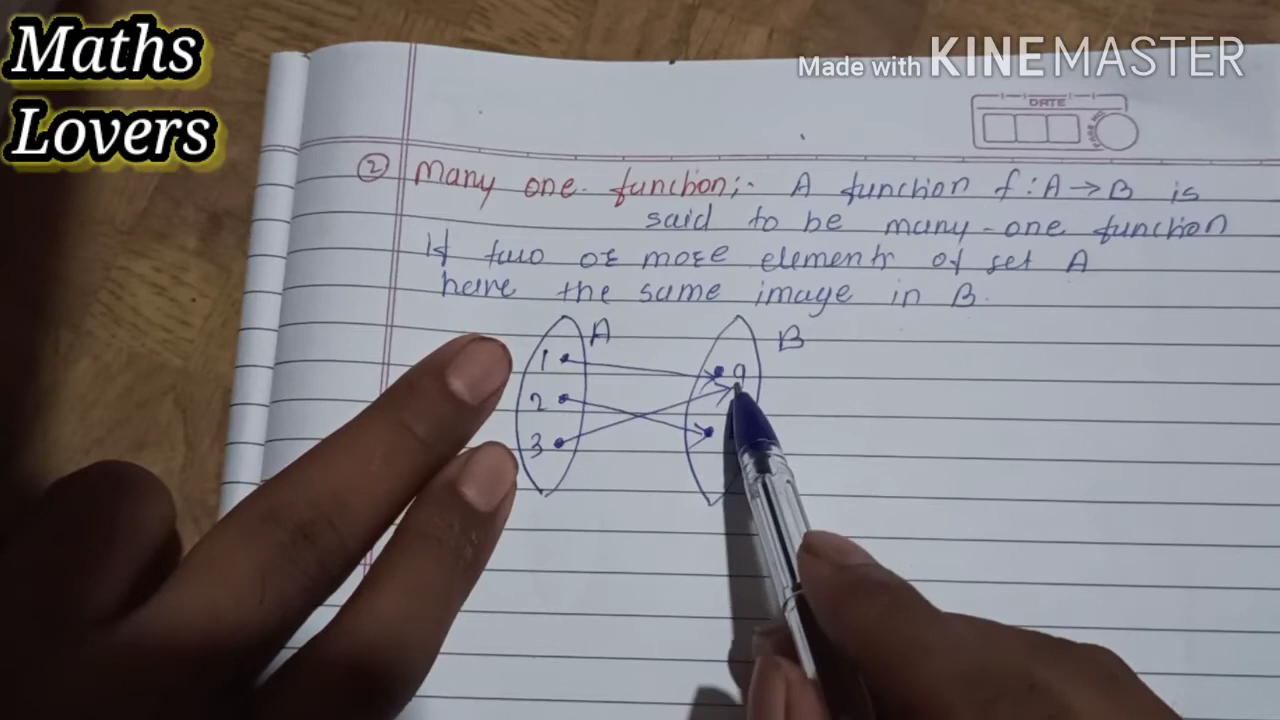 Maths
Lovers
Made with KINEMASTER
DATE
② Many one function;- A function f:A→B is
said to be many-one function
If two or more elements of set A
have the same image in B.
A
B
1
2
3
a